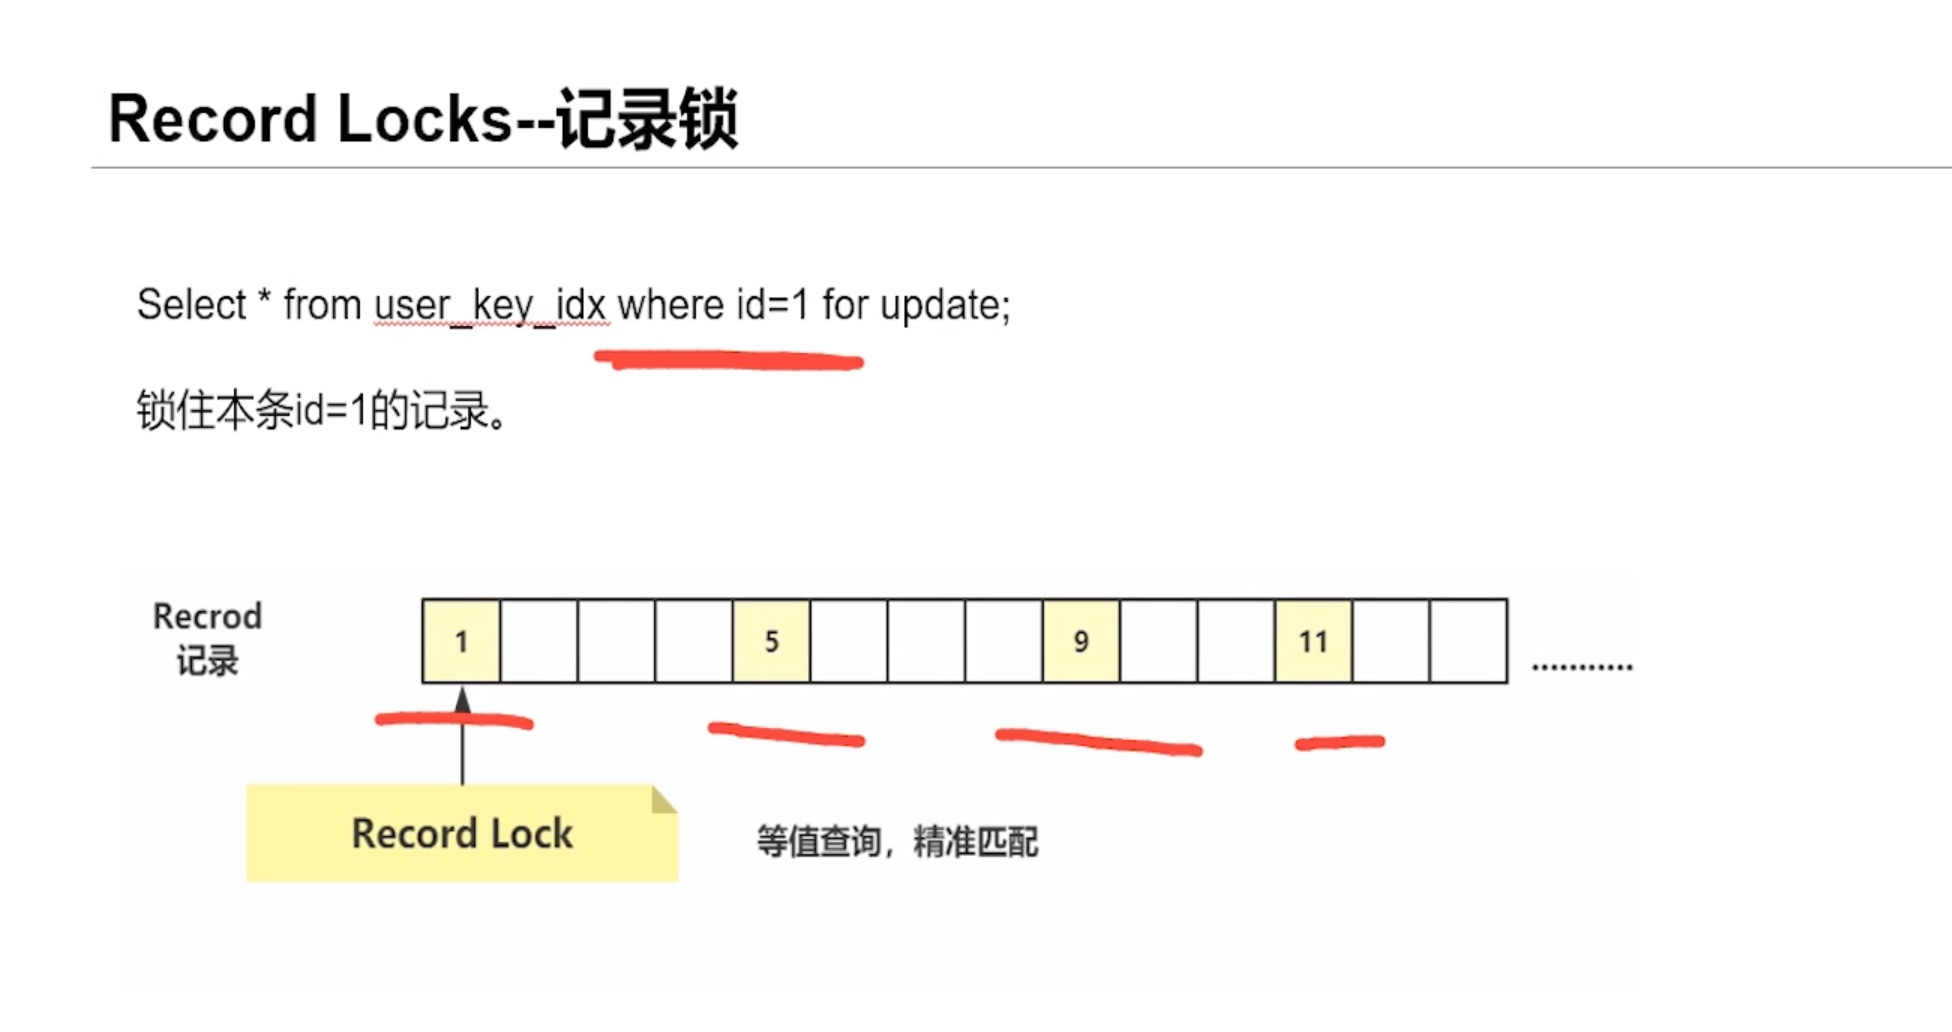 Record Locks--记录锁
Select * from user_key_idx where id=1 for update;
锁住本条id=1的记录。
Recrod
记录
1 5 9 11 ...........
Record Lock
等值查询，精准匹配